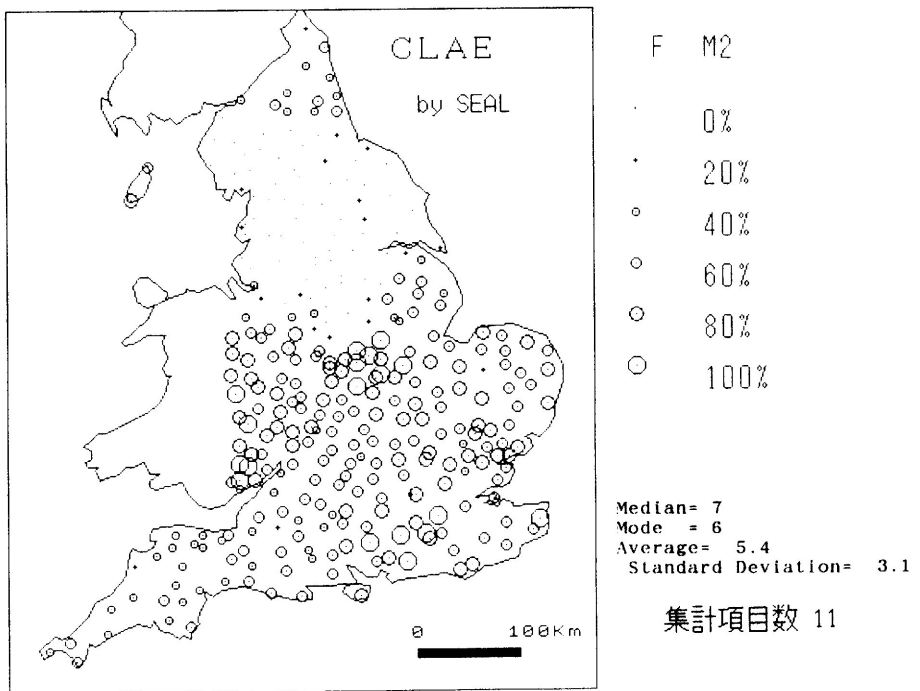 CLAE
by SEAL
0 100Km
F M2
0%
20%
40%
60%
80%
100%
Median= 7
Mode = 6
Average= 5.4
Standard Deviation= 3.1
集計項目数 11